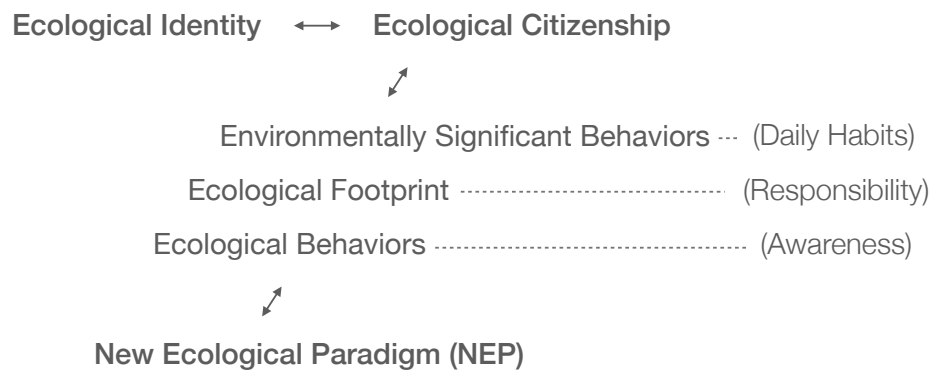 Ecological Identity ⟷ Ecological Citizenship
Environmentally Significant Behaviors (Daily Habits)
Ecological Footprint (Responsibility)
Ecological Behaviors (Awareness)
New Ecological Paradigm (NEP)